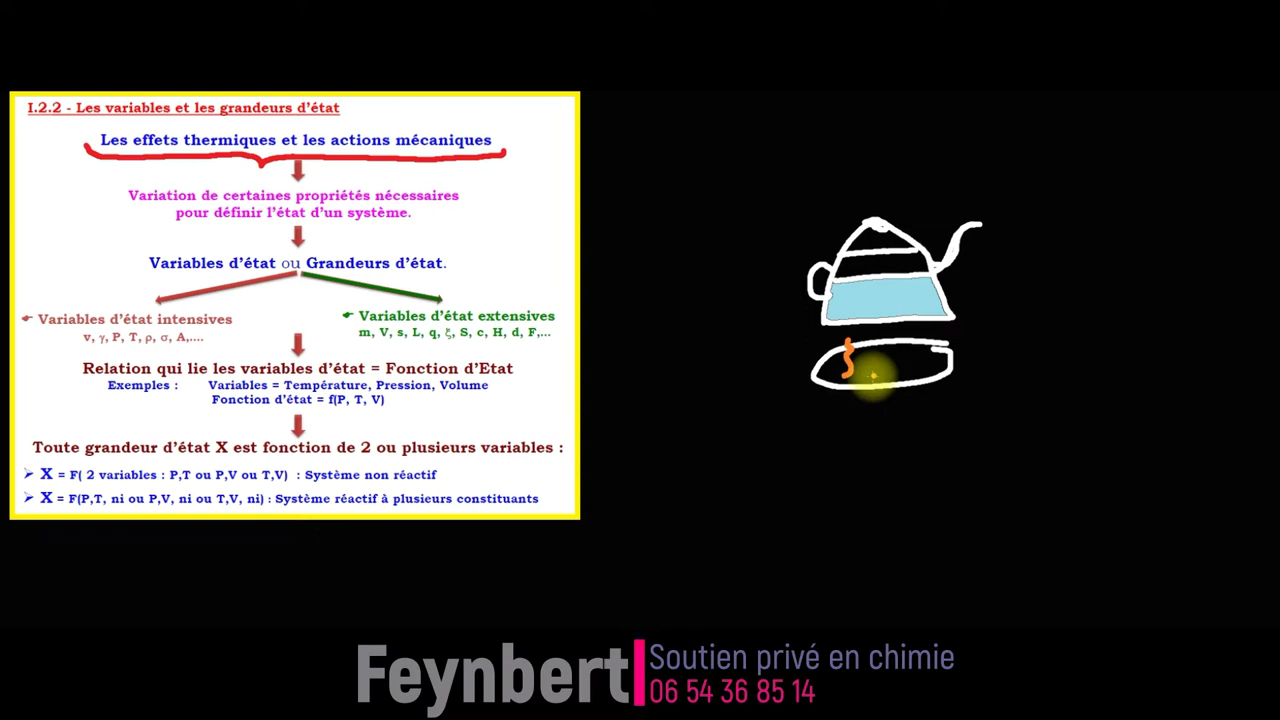 I.2.2 - Les variables et les grandeurs d'état
Les effets thermiques et les actions mécaniques
Variation de certaines propriétés nécessaires
pour définir l'état d'un système.
Variables d'état ou Grandeurs d'état.
☛ Variables d'état intensives
v, γ, P, T, ρ, σ, A,....
☛ Variables d'état extensives
m, V, s, L, q, ξ, S, c, H, d, F,...
Relation qui lie les variables d'état = Fonction d'Etat
Exemples : Variables = Température, Pression, Volume
Fonction d'état = f(P, T, V)
Toute grandeur d'état X est fonction de 2 ou plusieurs variables :
➢ X = F( 2 variables : P,T ou P,V ou T,V) : Système non réactif
➢ X = F(P,T, ni ou P,V, ni ou T,V, ni) : Système réactif à plusieurs constituants
Feynbert
Soutien privé en chimie
06 54 36 85 14